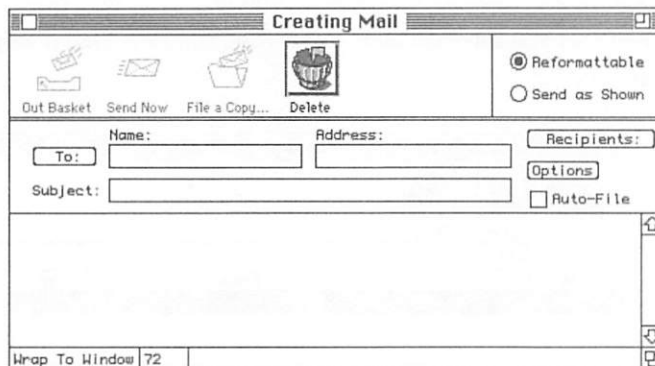 Creating Mail
Out Basket Send Now File a Copy... Delete
Reformattable
Send as Shown
Name: Address:
To: Recipients:
Options
Subject: Auto-File
Wrap To Window 72